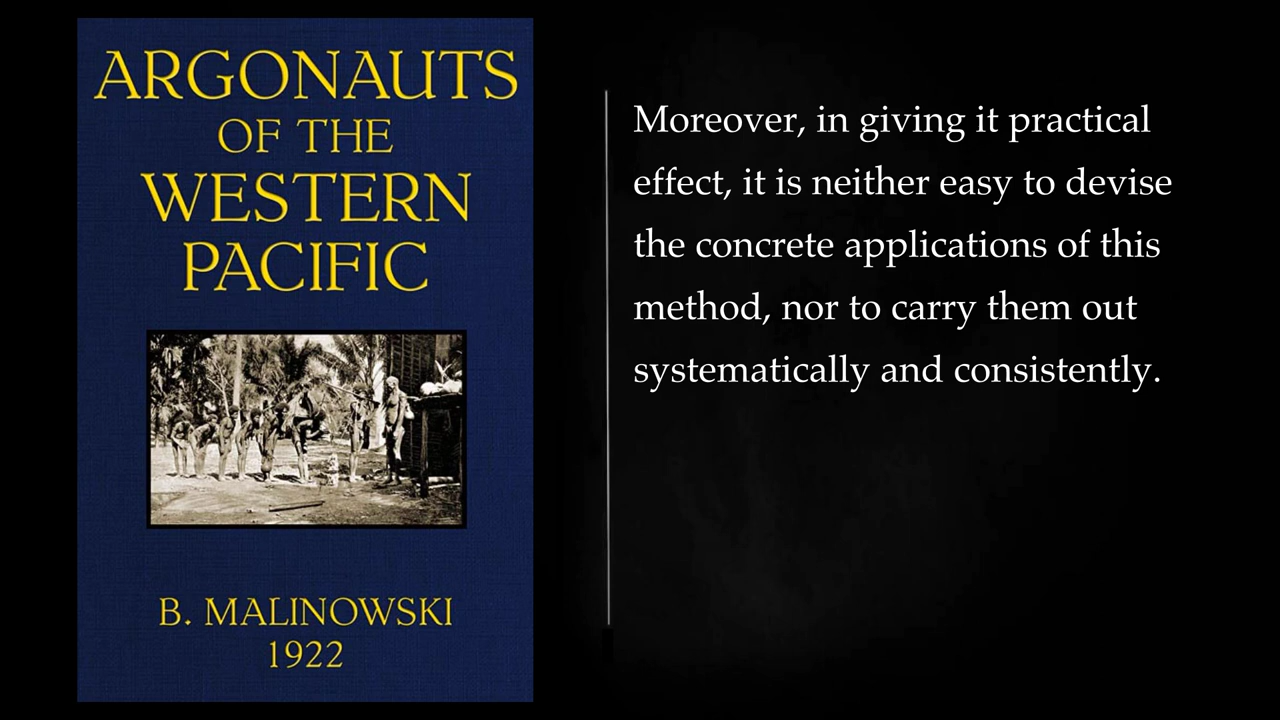 ARGONAUTS
OF THE
WESTERN
PACIFIC
B. MALINOWSKI
1922
Moreover, in giving it practical
effect, it is neither easy to devise
the concrete applications of this
method, nor to carry them out
systematically and consistently.